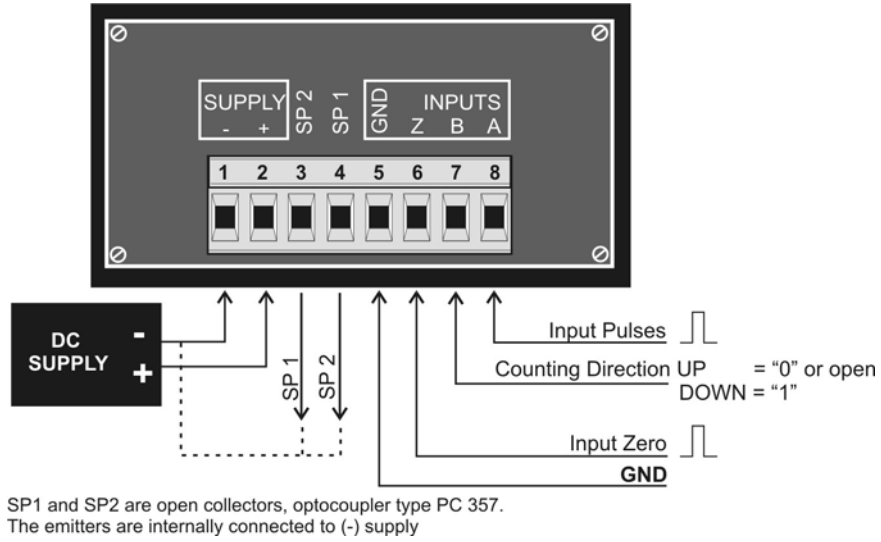 SUPPLY
- +
SP 2
SP 1
GND
INPUTS
Z B A
1 2 3 4 5 6 7 8
DC
SUPPLY
-
+
SP 1
SP 2
Input Pulses
Counting Direction UP = “0” or open
DOWN = “1”
Input Zero
GND
SP1 and SP2 are open collectors, optocoupler type PC 357.
The emitters are internally connected to (-) supply